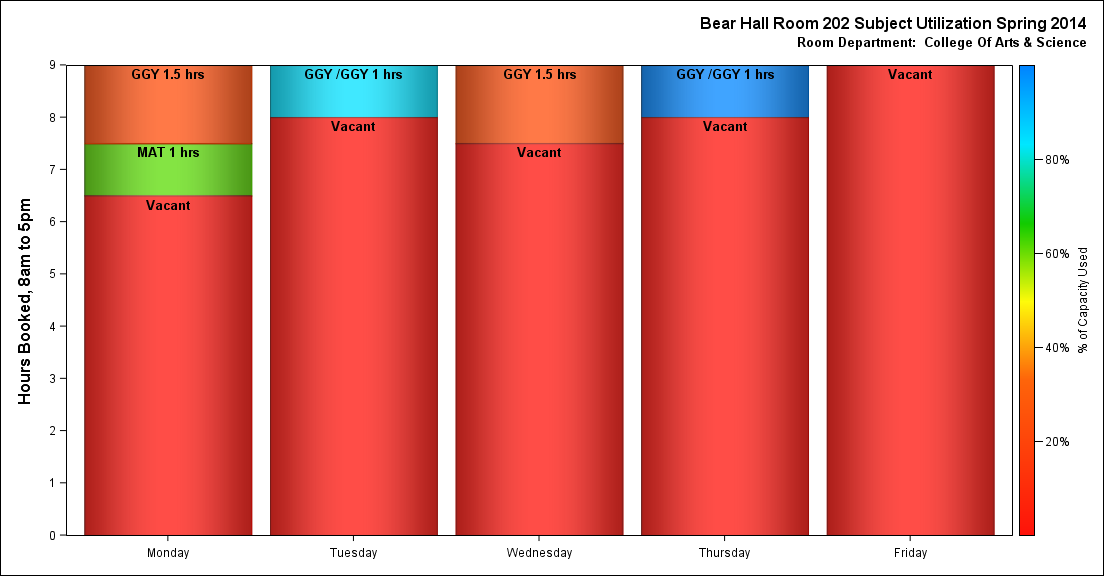 Bear Hall Room 202 Subject Utilization Spring 2014
Room Department:  College Of Arts & Science
Hours Booked, 8am to 5pm
9
8
7
6
5
4
3
2
1
0
GGY 1.5 hrs
MAT 1 hrs
Vacant
GGY /GGY 1 hrs
Vacant
GGY 1.5 hrs
Vacant
GGY /GGY 1 hrs
Vacant
Vacant
Monday
Tuesday
Wednesday
Thursday
Friday
80%
60%
40%
20%
% of Capacity Used